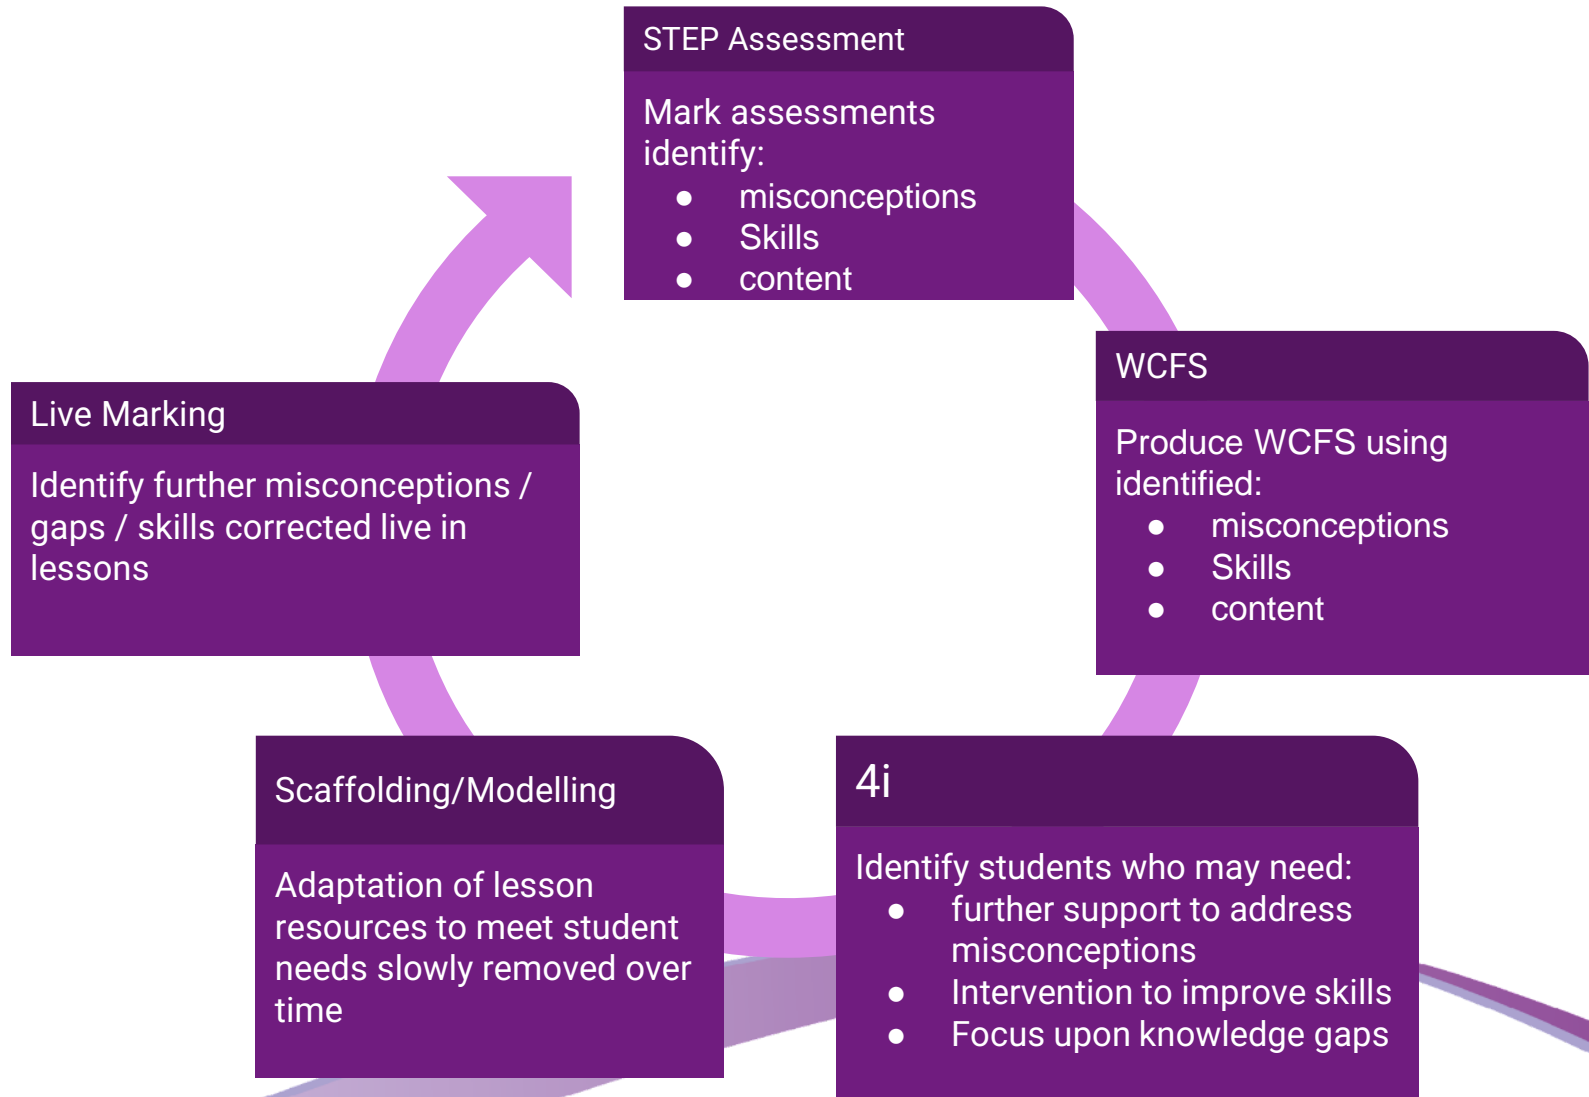 STEP Assessment
Mark assessments
identify:
● misconceptions
● Skills
● content
WCFS
Produce WCFS using
identified:
● misconceptions
● Skills
● content
4i
Identify students who may need:
● further support to address
misconceptions
● Intervention to improve skills
● Focus upon knowledge gaps
Scaffolding/Modelling
Adaptation of lesson
resources to meet student
needs slowly removed over
time
Live Marking
Identify further misconceptions /
gaps / skills corrected live in
lessons